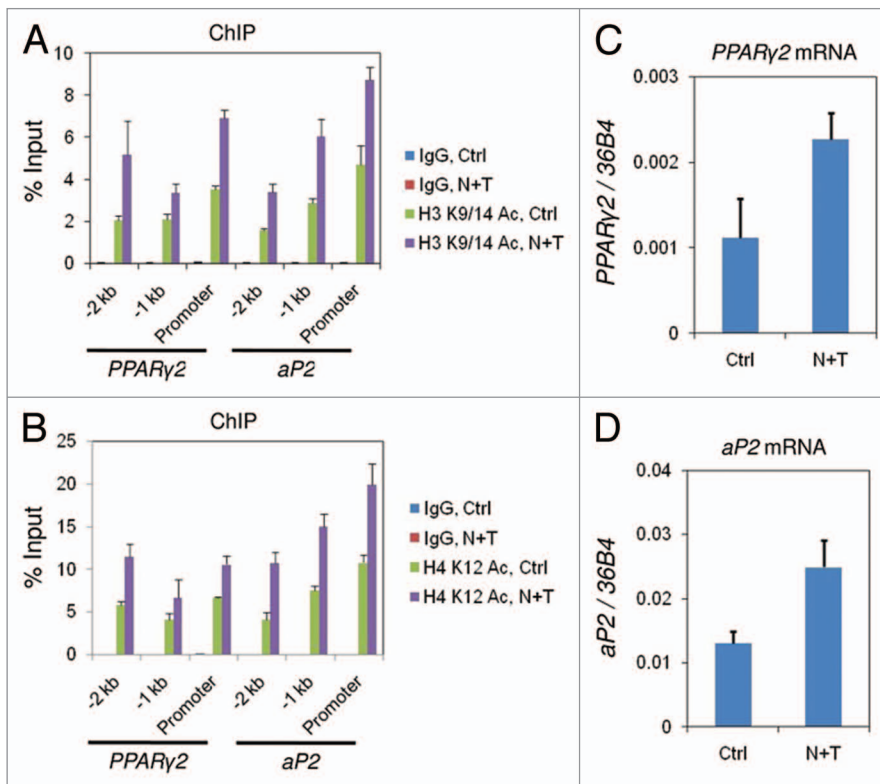 A
ChIP
% Input
10
8
6
4
2
0
-2 kb
-1 kb
Promoter
-2 kb
-1 kb
Promoter
PPARγ2
aP2
IgG, Ctrl
IgG, N+T
H3 K9/14 Ac, Ctrl
H3 K9/14 Ac, N+T
B
ChIP
% Input
25
20
15
10
5
0
-2 kb
-1 kb
Promoter
-2 kb
-1 kb
Promoter
PPARγ2
aP2
IgG, Ctrl
IgG, N+T
H4 K12 Ac, Ctrl
H4 K12 Ac, N+T
C
PPARγ2 mRNA
PPARγ2 / 36B4
0.003
0.002
0.001
0
Ctrl
N+T
D
aP2 mRNA
aP2 / 36B4
0.04
0.03
0.02
0.01
0
Ctrl
N+T